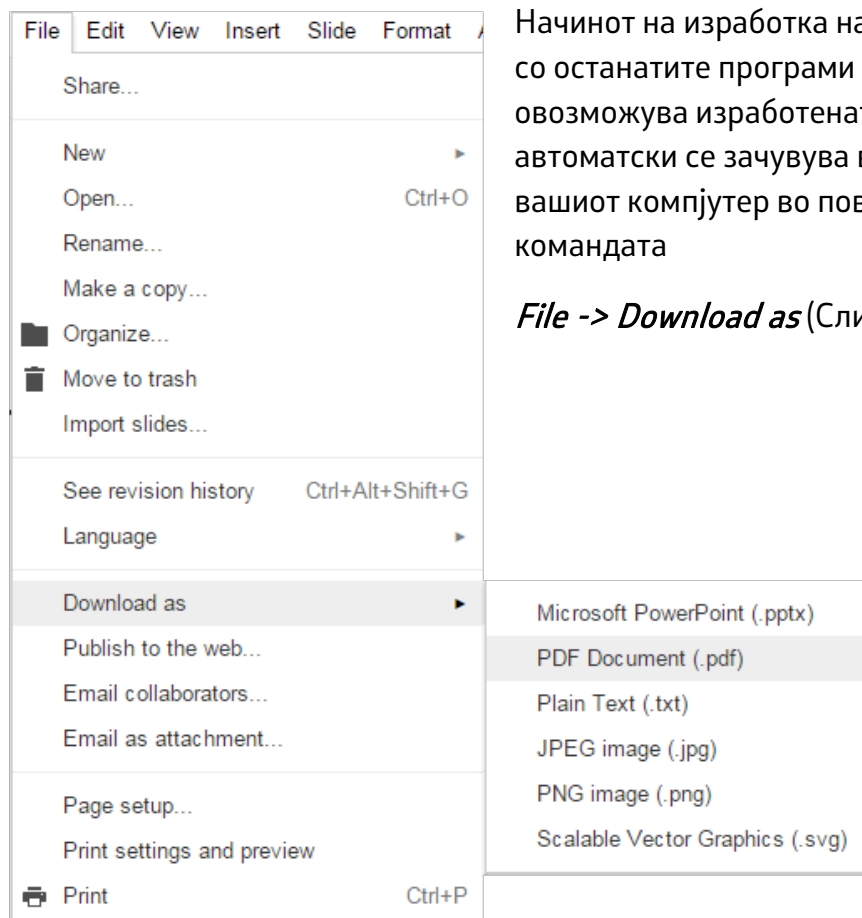 File Edit View Insert Slide Format
Share...
New
Open... Ctrl+O
Rename...
Make a copy...
Organize...
Move to trash
Import slides...
See revision history Ctrl+Alt+Shift+G
Language
Download as
Publish to the web...
Email collaborators...
Email as attachment...
Page setup...
Print settings and preview
Print Ctrl+P
Microsoft PowerPoint (.pptx)
PDF Document (.pdf)
Plain Text (.txt)
JPEG image (.jpg)
PNG image (.png)
Scalable Vector Graphics (.svg)
Начинот на изработка на
со останатите програми
овозможува
автоматски се зачувува
вашиот компјутер во
командата
File -> Download as